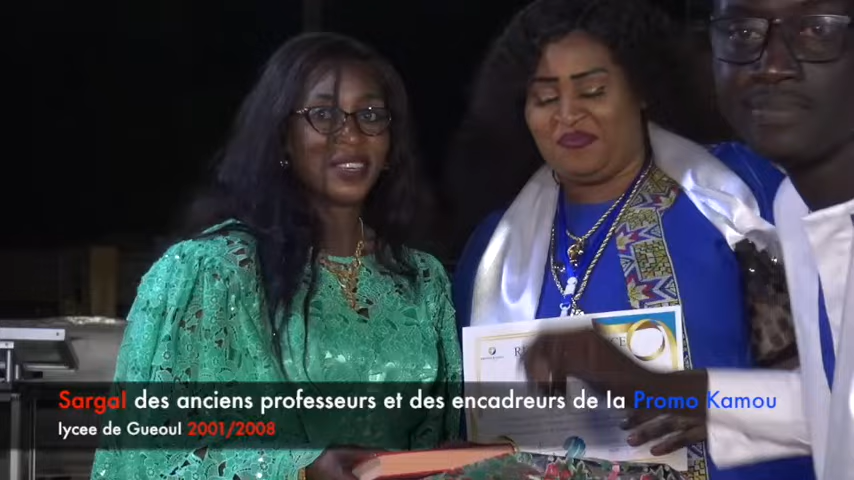 Sargal des anciens professeurs et des encadreurs de la Promo Kamou
lycee de Gueoul 2001/2008